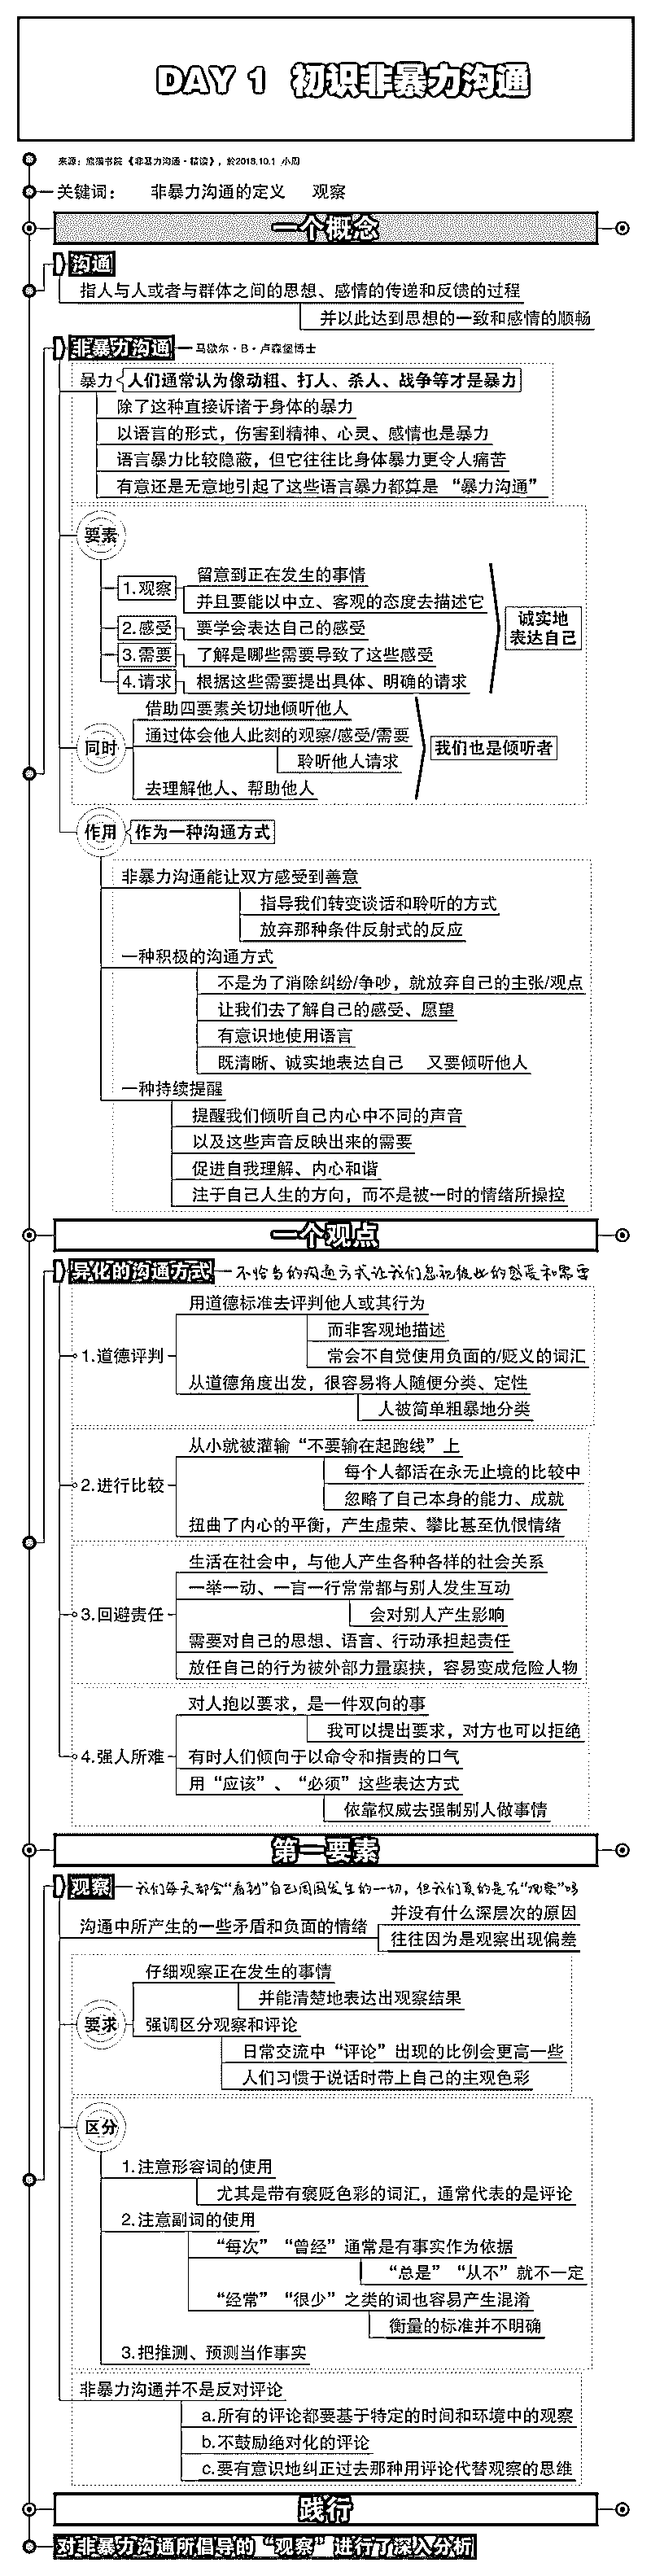 DAY 1 初识非暴力沟通
来源：熊猫书院《非暴力沟通·精读》，於2018.10.1 小周
关键词： 非暴力沟通的定义 观察
一个概念
沟通
指人与人或者与群体之间的思想、感情的传递和反馈的过程
并以此达到思想的一致和感情的顺畅
非暴力沟通 马歇尔·B·卢森堡博士
暴力 人们通常认为像动粗、打人、杀人、战争等才是暴力
除了这种直接诉诸于身体的暴力
以语言的形式，伤害到精神、心灵、感情也是暴力
语言暴力比较隐蔽，但它往往比身体暴力更令人痛苦
有意还是无意地引起了这些语言暴力都算是 “暴力沟通”
要素
1.观察
留意到正在发生的事情
并且要能以中立、客观的态度去描述它
2.感受 要学会表达自己的感受
3.需要 了解是哪些需要导致了这些感受
4.请求 根据这些需要提出具体、明确的请求
诚实地
表达自己
同时
借助四要素关切地倾听他人
通过体会他人此刻的观察/感受/需要
聆听他人请求
去理解他人、帮助他人
我们也是倾听者
作用 作为一种沟通方式
非暴力沟通能让双方感受到善意
指导我们转变谈话和聆听的方式
放弃那种条件反射式的反应
一种积极的沟通方式
不是为了消除纠纷/争吵，就放弃自己的主张/观点
让我们去了解自己的感受、愿望
有意识地使用语言
既清晰、诚实地表达自己 又要倾听他人
一种持续提醒
提醒我们倾听自己内心中不同的声音
以及这些声音反映出来的需要
促进自我理解、内心和谐
注于自己人生的方向，而不是被一时的情绪所操控
一个观点
异化的沟通方式 不恰当的沟通方式让我们忽视彼此的感受和需要
1.道德评判
用道德标准去评判他人或其行为
而非客观地描述
常会不自觉使用负面的/贬义的词汇
从道德角度出发，很容易将人随便分类、定性
人被简单粗暴地分类
2.进行比较
从小就被灌输“不要输在起跑线”上
每个人都活在永无止境的比较中
忽略了自己本身的能力、成就
扭曲了内心的平衡，产生虚荣、攀比甚至仇恨情绪
3.回避责任
生活在社会中，与他人产生各种各样的社会关系
一举一动、一言一行常常都与别人发生互动
会对别人产生影响
需要对自己的思想、语言、行动承担起责任
放任自己的行为被外部力量裹挟，容易变成危险人物
4.强人所难
对人抱以要求，是一件双向的事
我可以提出要求，对方也可以拒绝
有时人们倾向于以命令和指责的口气
用“应该”、“必须”这些表达方式
依靠权威去强制别人做事情
第一要素
观察 我们每天都会“看到”自己周围发生的一切，但我们真的是在“观察”吗
沟通中所产生的一些矛盾和负面的情绪
并没有什么深层次的原因
往往因为是观察出现偏差
要求
仔细观察正在发生的事情
并能清楚地表达出观察结果
强调区分观察和评论
日常交流中“评论”出现的比例会更高一些
人们习惯于说话时带上自己的主观色彩
区分
1.注意形容词的使用
尤其是带有褒贬色彩的词汇，通常代表的是评论
2.注意副词的使用
“每次”“曾经”通常是有事实作为依据
“总是”“从不”就不一定
“经常”“很少”之类的词也容易产生混淆
衡量的标准并不明确
3.把推测、预测当作事实
非暴力沟通并不是反对评论
a.所有的评论都要基于特定的时间和环境中的观察
b.不鼓励绝对化的评论
c.要有意识地纠正过去那种用评论代替观察的思维
践行
对非暴力沟通所倡导的“观察”进行了深入分析